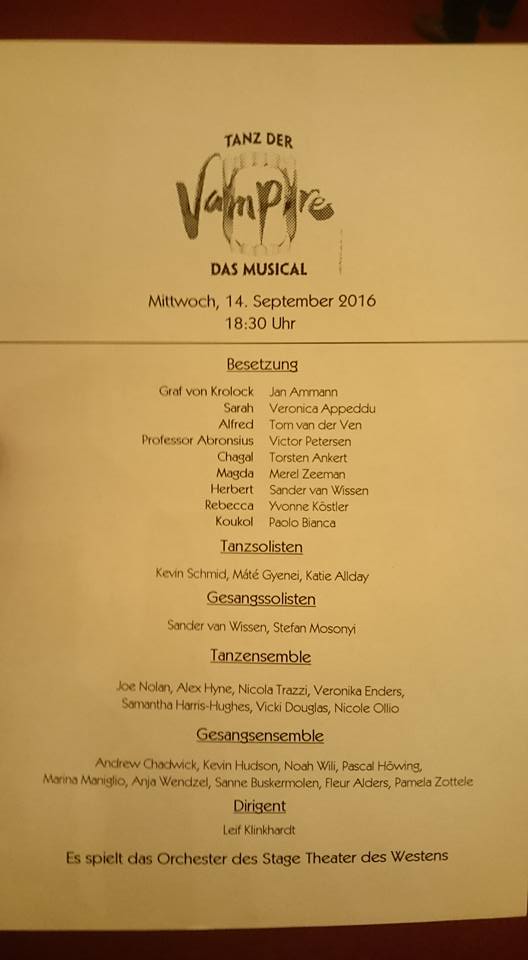 TANZ DER
Vampire
DAS MUSICAL
Mittwoch, 14. September 2016
18:30 Uhr
Besetzung
Graf von Krolock Jan Ammann
Sarah Veronica Appeddu
Alfred Tom van der Ven
Professor Abronsius Victor Petersen
Chagal Torsten Ankert
Magda Merel Zeeman
Herbert Sander van Wissen
Rebecca Yvonne Köstler
Koukol Paolo Bianca
Tanzsolisten
Kevin Schmid, Máté Gyenei, Katie Allday
Gesangssolisten
Sander van Wissen, Stefan Mosonyi
Tanzensemble
Joe Nolan, Alex Hyne, Nicola Trazzi, Veronika Enders,
Samantha Harris-Hughes, Vicki Douglas, Nicole Ollio
Gesangsensemble
Andrew Chadwick, Kevin Hudson, Noah Wili, Pascal Höwing,
Marina Maniglio, Anja Wendzel, Sanne Buskermolen, Fleur Alders, Pamela Zottele
Dirigent
Leif Klinkhardt
Es spielt das Orchester des Stage Theater des Westens